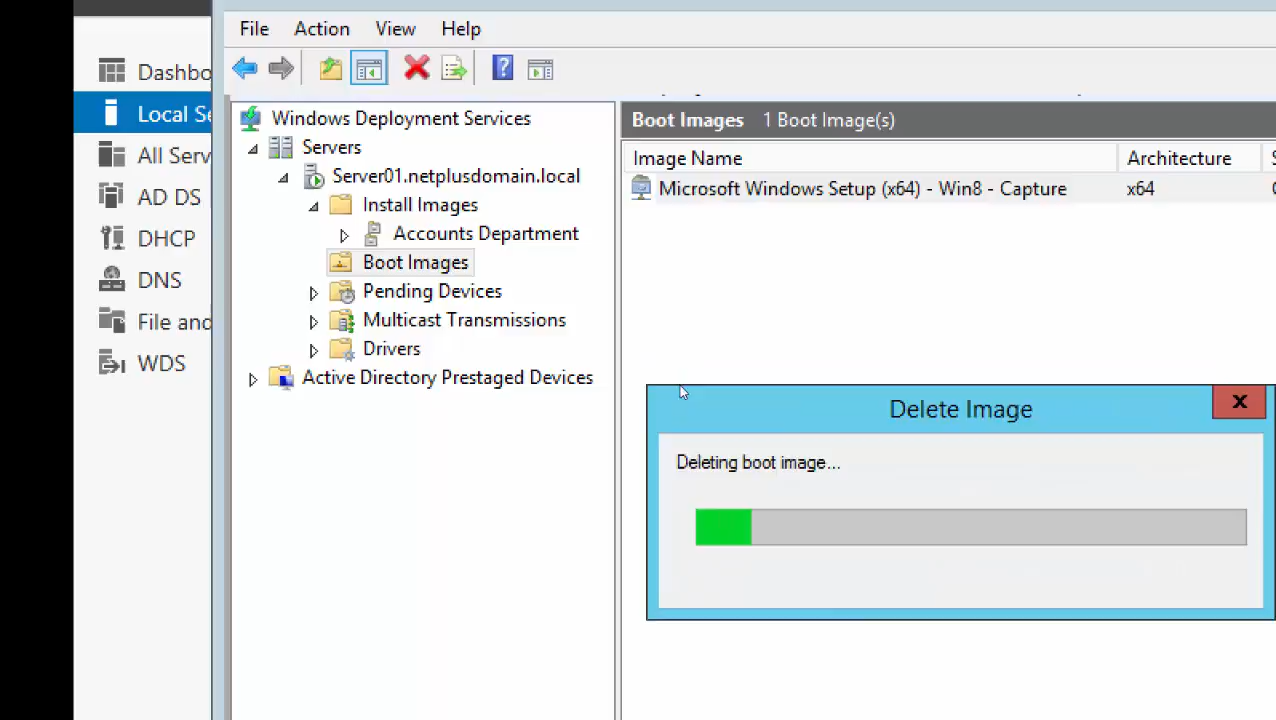 File Action View Help
Dashbo
Local Se
All Serv
AD DS
DHCP
DNS
File and
WDS
Windows Deployment Services
Servers
Server01.netplusdomain.local
Install Images
Accounts Department
Boot Images
Pending Devices
Multicast Transmissions
Drivers
Active Directory Prestaged Devices
Boot Images 1 Boot Image(s)
Image Name Architecture
Microsoft Windows Setup (x64) - Win8 - Capture x64
Delete Image
Deleting boot image...